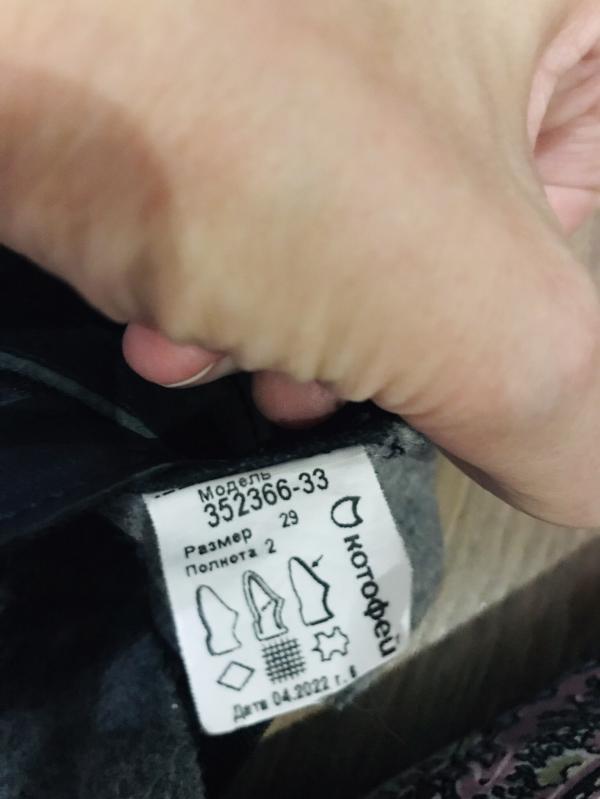 Модель
352366-33
Размер 29
Полнота 2
котофей
Дата 04.2022 г.